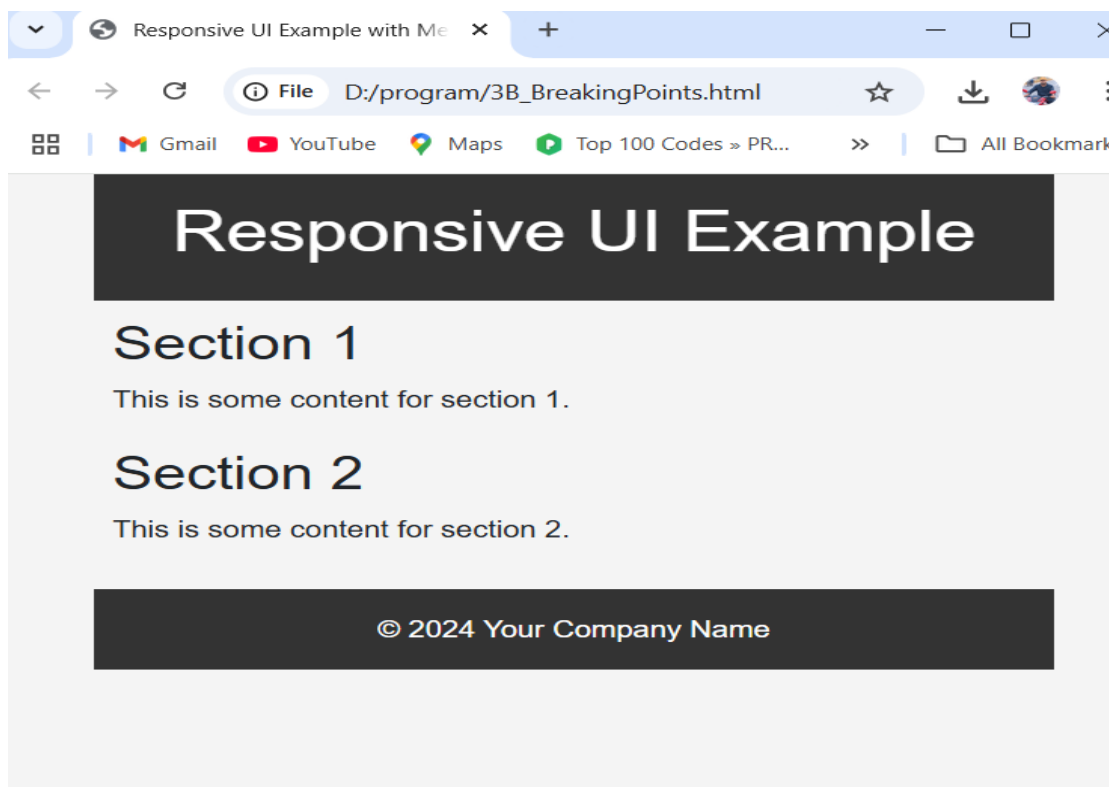 Responsive UI Example with Me
File D:/program/3B_BreakingPoints.html
Gmail YouTube Maps Top 100 Codes » PR... » All Bookmark
Responsive UI Example
Section 1
This is some content for section 1.
Section 2
This is some content for section 2.
© 2024 Your Company Name